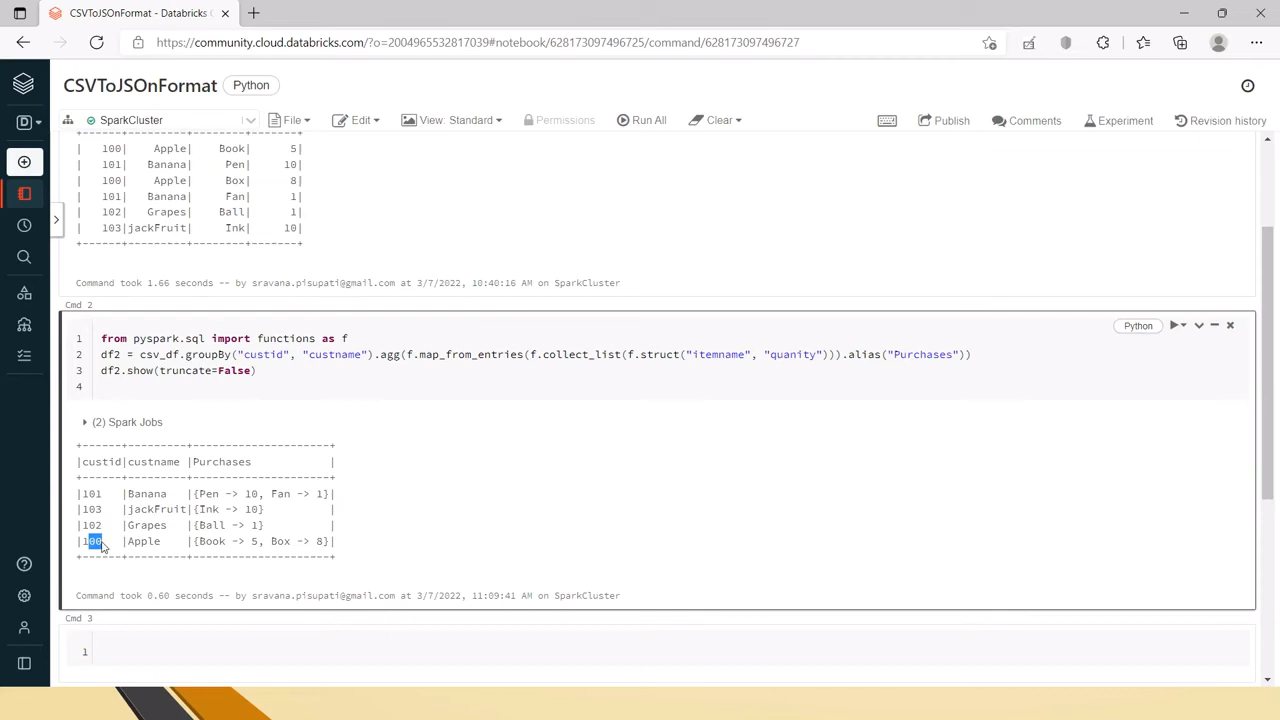 CSVToJSOnFormat - Databricks
https://community.cloud.databricks.com/?o=2004965532817039#notebook/628173097496725/command/628173097496727
CSVToJSOnFormat Python
SparkCluster File Edit View: Standard Permissions Run All Clear Publish Comments Experiment Revision history
D
+------+---------+--------+-------+
| 100| Apple| Book| 5|
| 101| Banana| Pen| 10|
| 100| Apple| Box| 8|
| 101| Banana| Fan| 1|
| 102| Grapes| Ball| 1|
| 103|jackFruit| Ink| 10|
+------+---------+--------+-------+
Command took 1.66 seconds -- by sravana.pisupati@gmail.com at 3/7/2022, 10:40:16 AM on SparkCluster
Cmd 2
Python
1 from pyspark.sql import functions as f
2 df2 = csv_df.groupBy("custid", "custname").agg(f.map_from_entries(f.collect_list(f.struct("itemname", "quanity"))).alias("Purchases"))
3 df2.show(truncate=False)
4
(2) Spark Jobs
+------+---------+----------------------+
|custid|custname |Purchases |
+------+---------+----------------------+
|101 |Banana |{Pen -> 10, Fan -> 1}|
|103 |jackFruit|{Ink -> 10} |
|102 |Grapes |{Ball -> 1} |
|100 |Apple |{Book -> 5, Box -> 8}|
+------+---------+----------------------+
Command took 0.60 seconds -- by sravana.pisupati@gmail.com at 3/7/2022, 11:09:41 AM on SparkCluster
Cmd 3
1